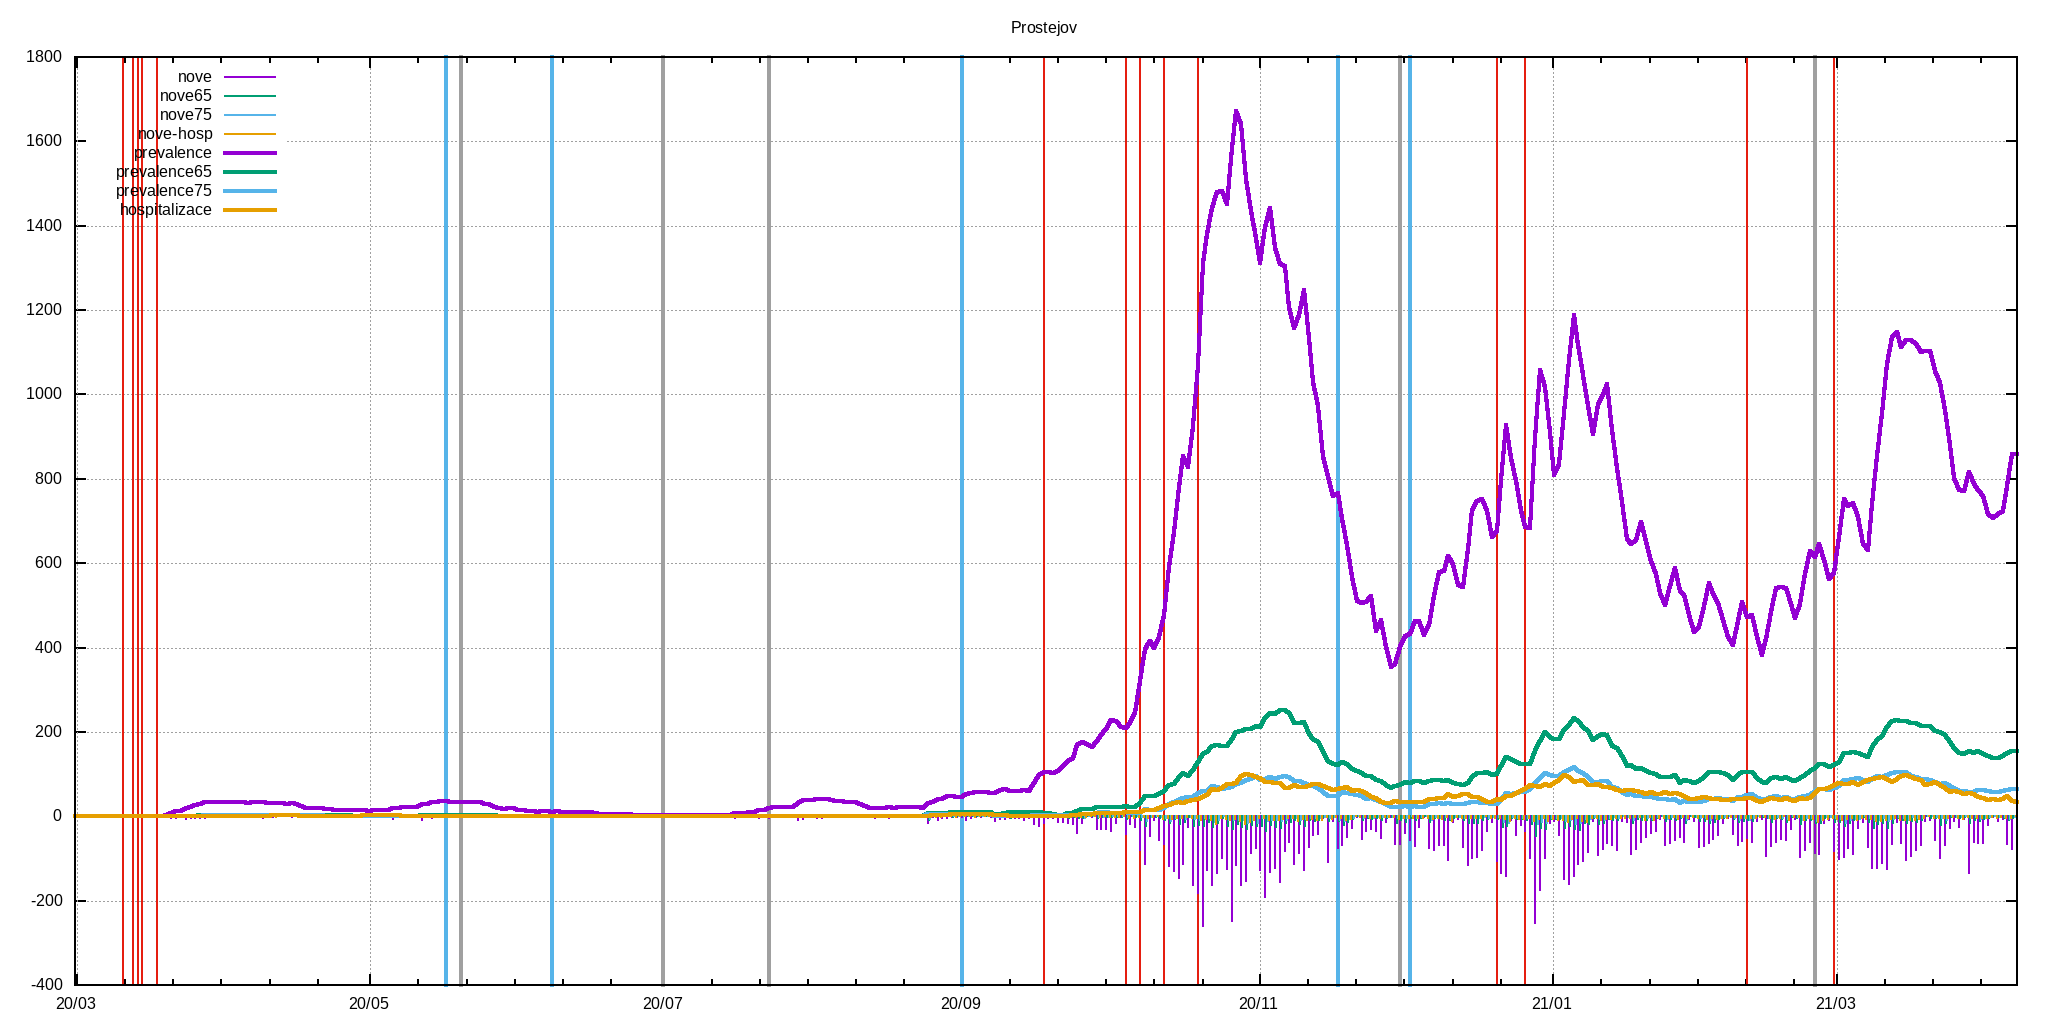 Prostejov
1800
1600
1400
1200
1000
800
600
400
200
0
-200
-400
nove
nove65
nove75
nove-hosp
prevalence
prevalence65
prevalence75
hospitalizace
20/03 20/05 20/07 20/09 20/11 21/01 21/03